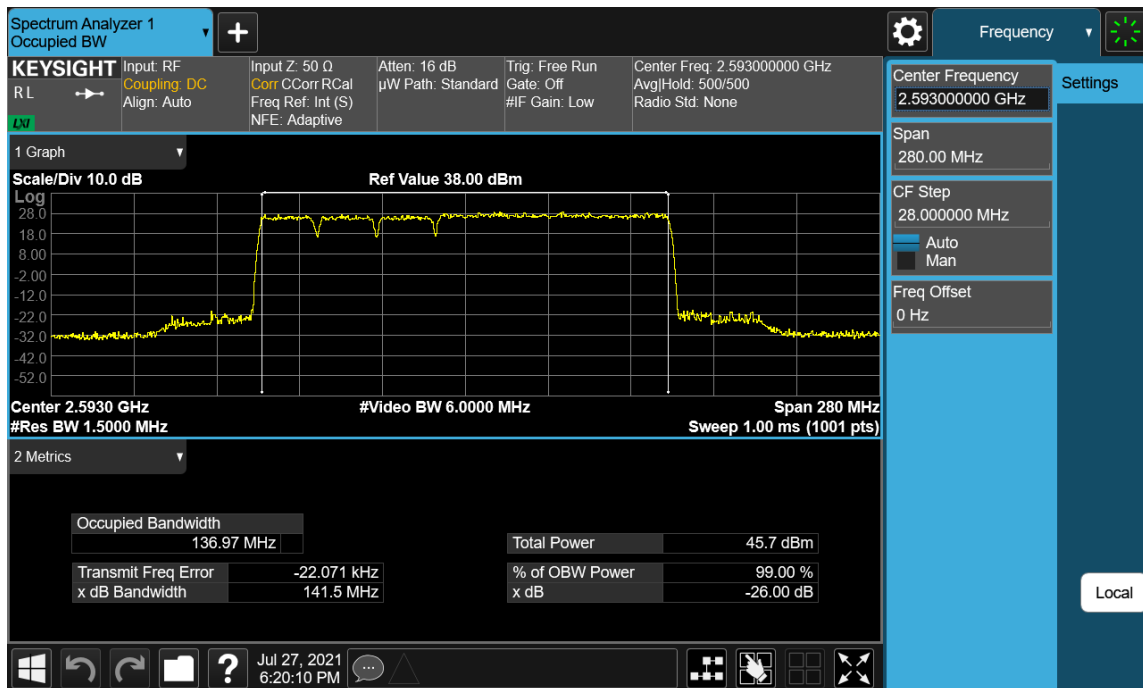 Spectrum Analyzer 1
Occupied BW
Frequency
KEYSIGHT
R L
LXI
Input: RF
Coupling: DC
Align: Auto
Input Z: 50 Ω
Corr CCorr RCal
Freq Ref: Int (S)
NFE: Adaptive
Atten: 16 dB
µW Path: Standard
Trig: Free Run
Gate: Off
#IF Gain: Low
Center Freq: 2.593000000 GHz
Avg|Hold: 500/500
Radio Std: None
Center Frequency
2.593000000 GHz
Settings
Span
280.00 MHz
CF Step
28.000000 MHz
Auto
Man
Freq Offset
0 Hz
Local
1 Graph
Scale/Div 10.0 dB
Ref Value 38.00 dBm
Log
28.0
18.0
8.00
-2.00
-12.0
-22.0
-32.0
-42.0
-52.0
Center 2.5930 GHz
#Video BW 6.0000 MHz
Span 280 MHz
#Res BW 1.5000 MHz
Sweep 1.00 ms (1001 pts)
2 Metrics
Occupied Bandwidth
136.97 MHz
Total Power 45.7 dBm
Transmit Freq Error -22.071 kHz
% of OBW Power 99.00 %
x dB Bandwidth 141.5 MHz
x dB -26.00 dB
Jul 27, 2021
6:20:10 PM